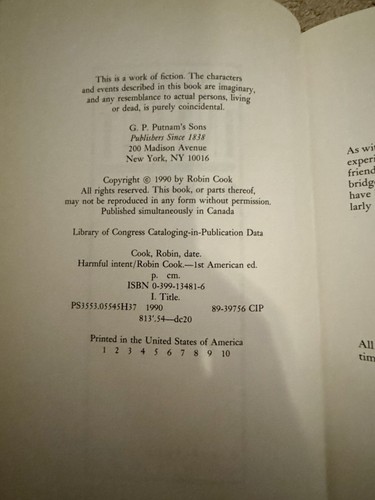 This is a work of fiction. The characters
and events described in this book are imaginary,
and any resemblance to actual persons, living
or dead, is purely coincidental.
G. P. Putnam's Sons
Publishers Since 1838
200 Madison Avenue
New York, NY 10016
Copyright © 1990 by Robin Cook
All rights reserved. This book, or parts thereof,
may not be reproduced in any form without permission.
Published simultaneously in Canada
Library of Congress Cataloging-in-Publication Data
Cook, Robin, date.
Harmful intent/Robin Cook.—1st American ed.
p. cm.
ISBN 0-399-13481-6
I. Title.
PS3553.05545H37 1990 89-39756 CIP
813'.54—dc20
Printed in the United States of America
1 2 3 4 5 6 7 8 9 10
As wi
experi
friend
bridg
have
larly
All
tim